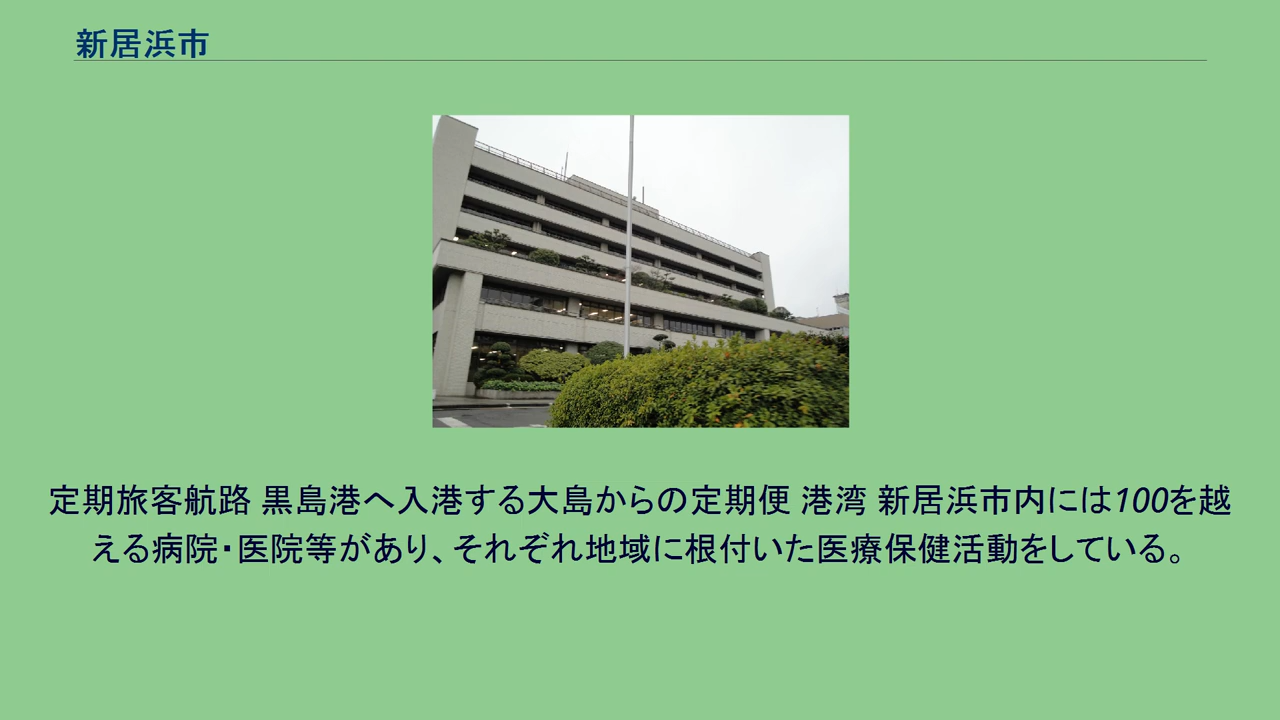 新居浜市
定期旅客航路 黒島港へ入港する大島からの定期便 港湾 新居浜市内には100を越
える病院・医院等があり、それぞれ地域に根付いた医療保健活動をしている。